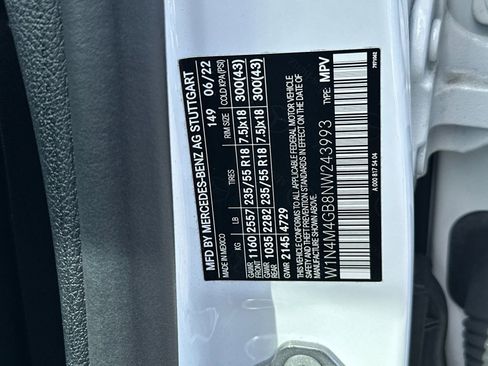 MFD BY MERCEDES-BENZ AG STUTTGART
MADE IN MEXICO 149 06/22
KG LB TIRES RIM SIZE COLD KPA(PSI)
GAWR FRONT 1160 2557 235/55 R18 7.5Jx18 300(43)
GAWR REAR 1035 2282 235/55 R18 7.5Jx18 300(43)
GVWR 2145 4729
THIS VEHICLE CONFORMS TO ALL APPLICABLE FEDERAL MOTOR VEHICLE
SAFETY AND THEFT PREVENTION STANDARDS IN EFFECT ON THE DATE OF
MANUFACTURE SHOWN ABOVE. TYPE: MPV
W1N4M4GB8NW243993
A 000 817 54 04